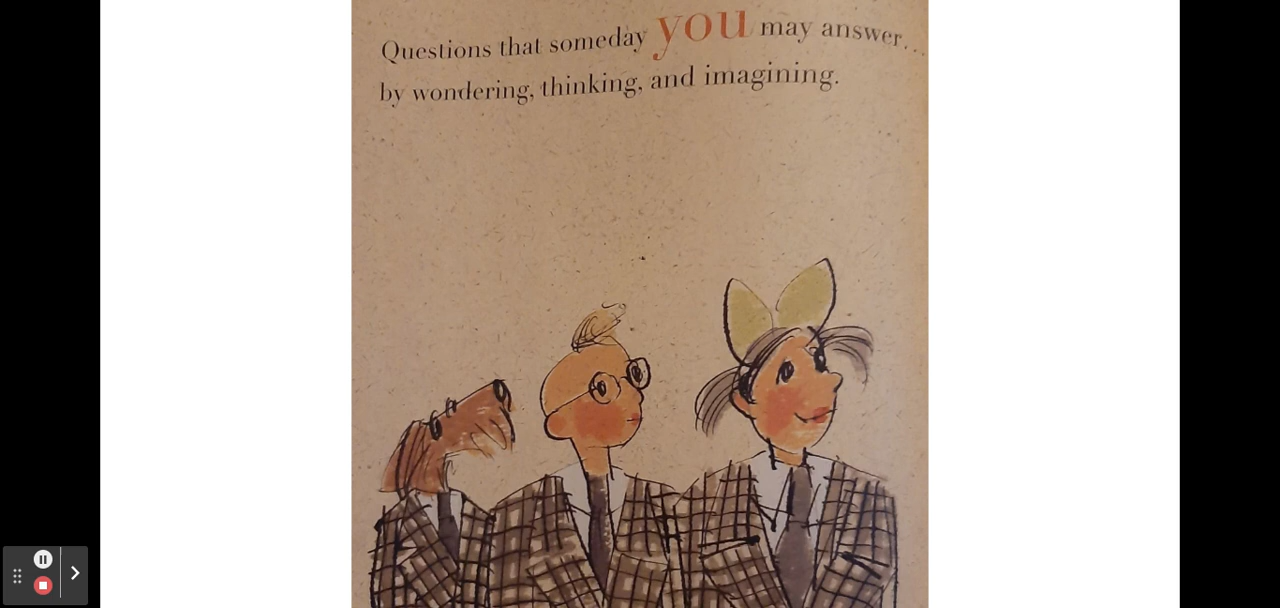 Questions that someday you may answer...
by wondering, thinking, and imagining.